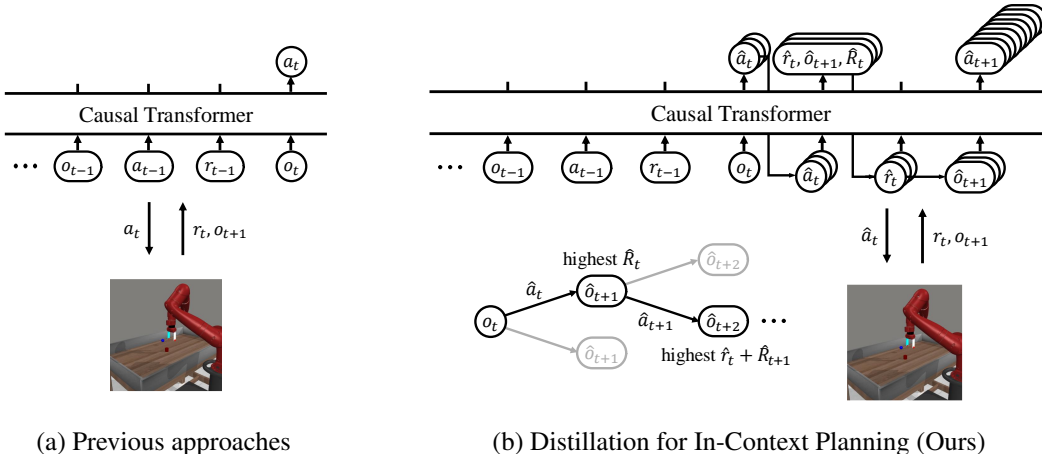 a_t
Causal Transformer
··· o_{t−1} a_{t−1} r_{t−1} o_t
a_t r_t, o_{t+1}
(a) Previous approaches
â_t r̂_t, ô_{t+1}, R̂_t â_{t+1}
Causal Transformer
··· o_{t−1} a_{t−1} r_{t−1} o_t â_t r̂_t ô_{t+1}
â_t r_t, o_{t+1}
highest R̂_t ô_{t+2}
â_t ô_{t+1}
o_t â_{t+1} ô_{t+2} ···
ô_{t+1} highest r̂_t + R̂_{t+1}
(b) Distillation for In-Context Planning (Ours)